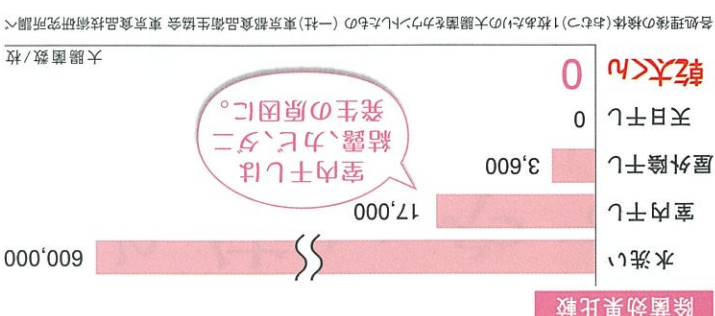 除菌効果比較
水洗い 600,000
室内干し 17,000
屋外陰干し 3,600
天日干し 0
乾太くん 0
室内干しは
結露、カビ、ダニ
発生の原因に。
大腸菌数/枚
各処理後の検体(おむつ)1枚あたりの大腸菌をカウントしたもの (一社)東京都食品衛生協会 東京食品技術研究所調べ